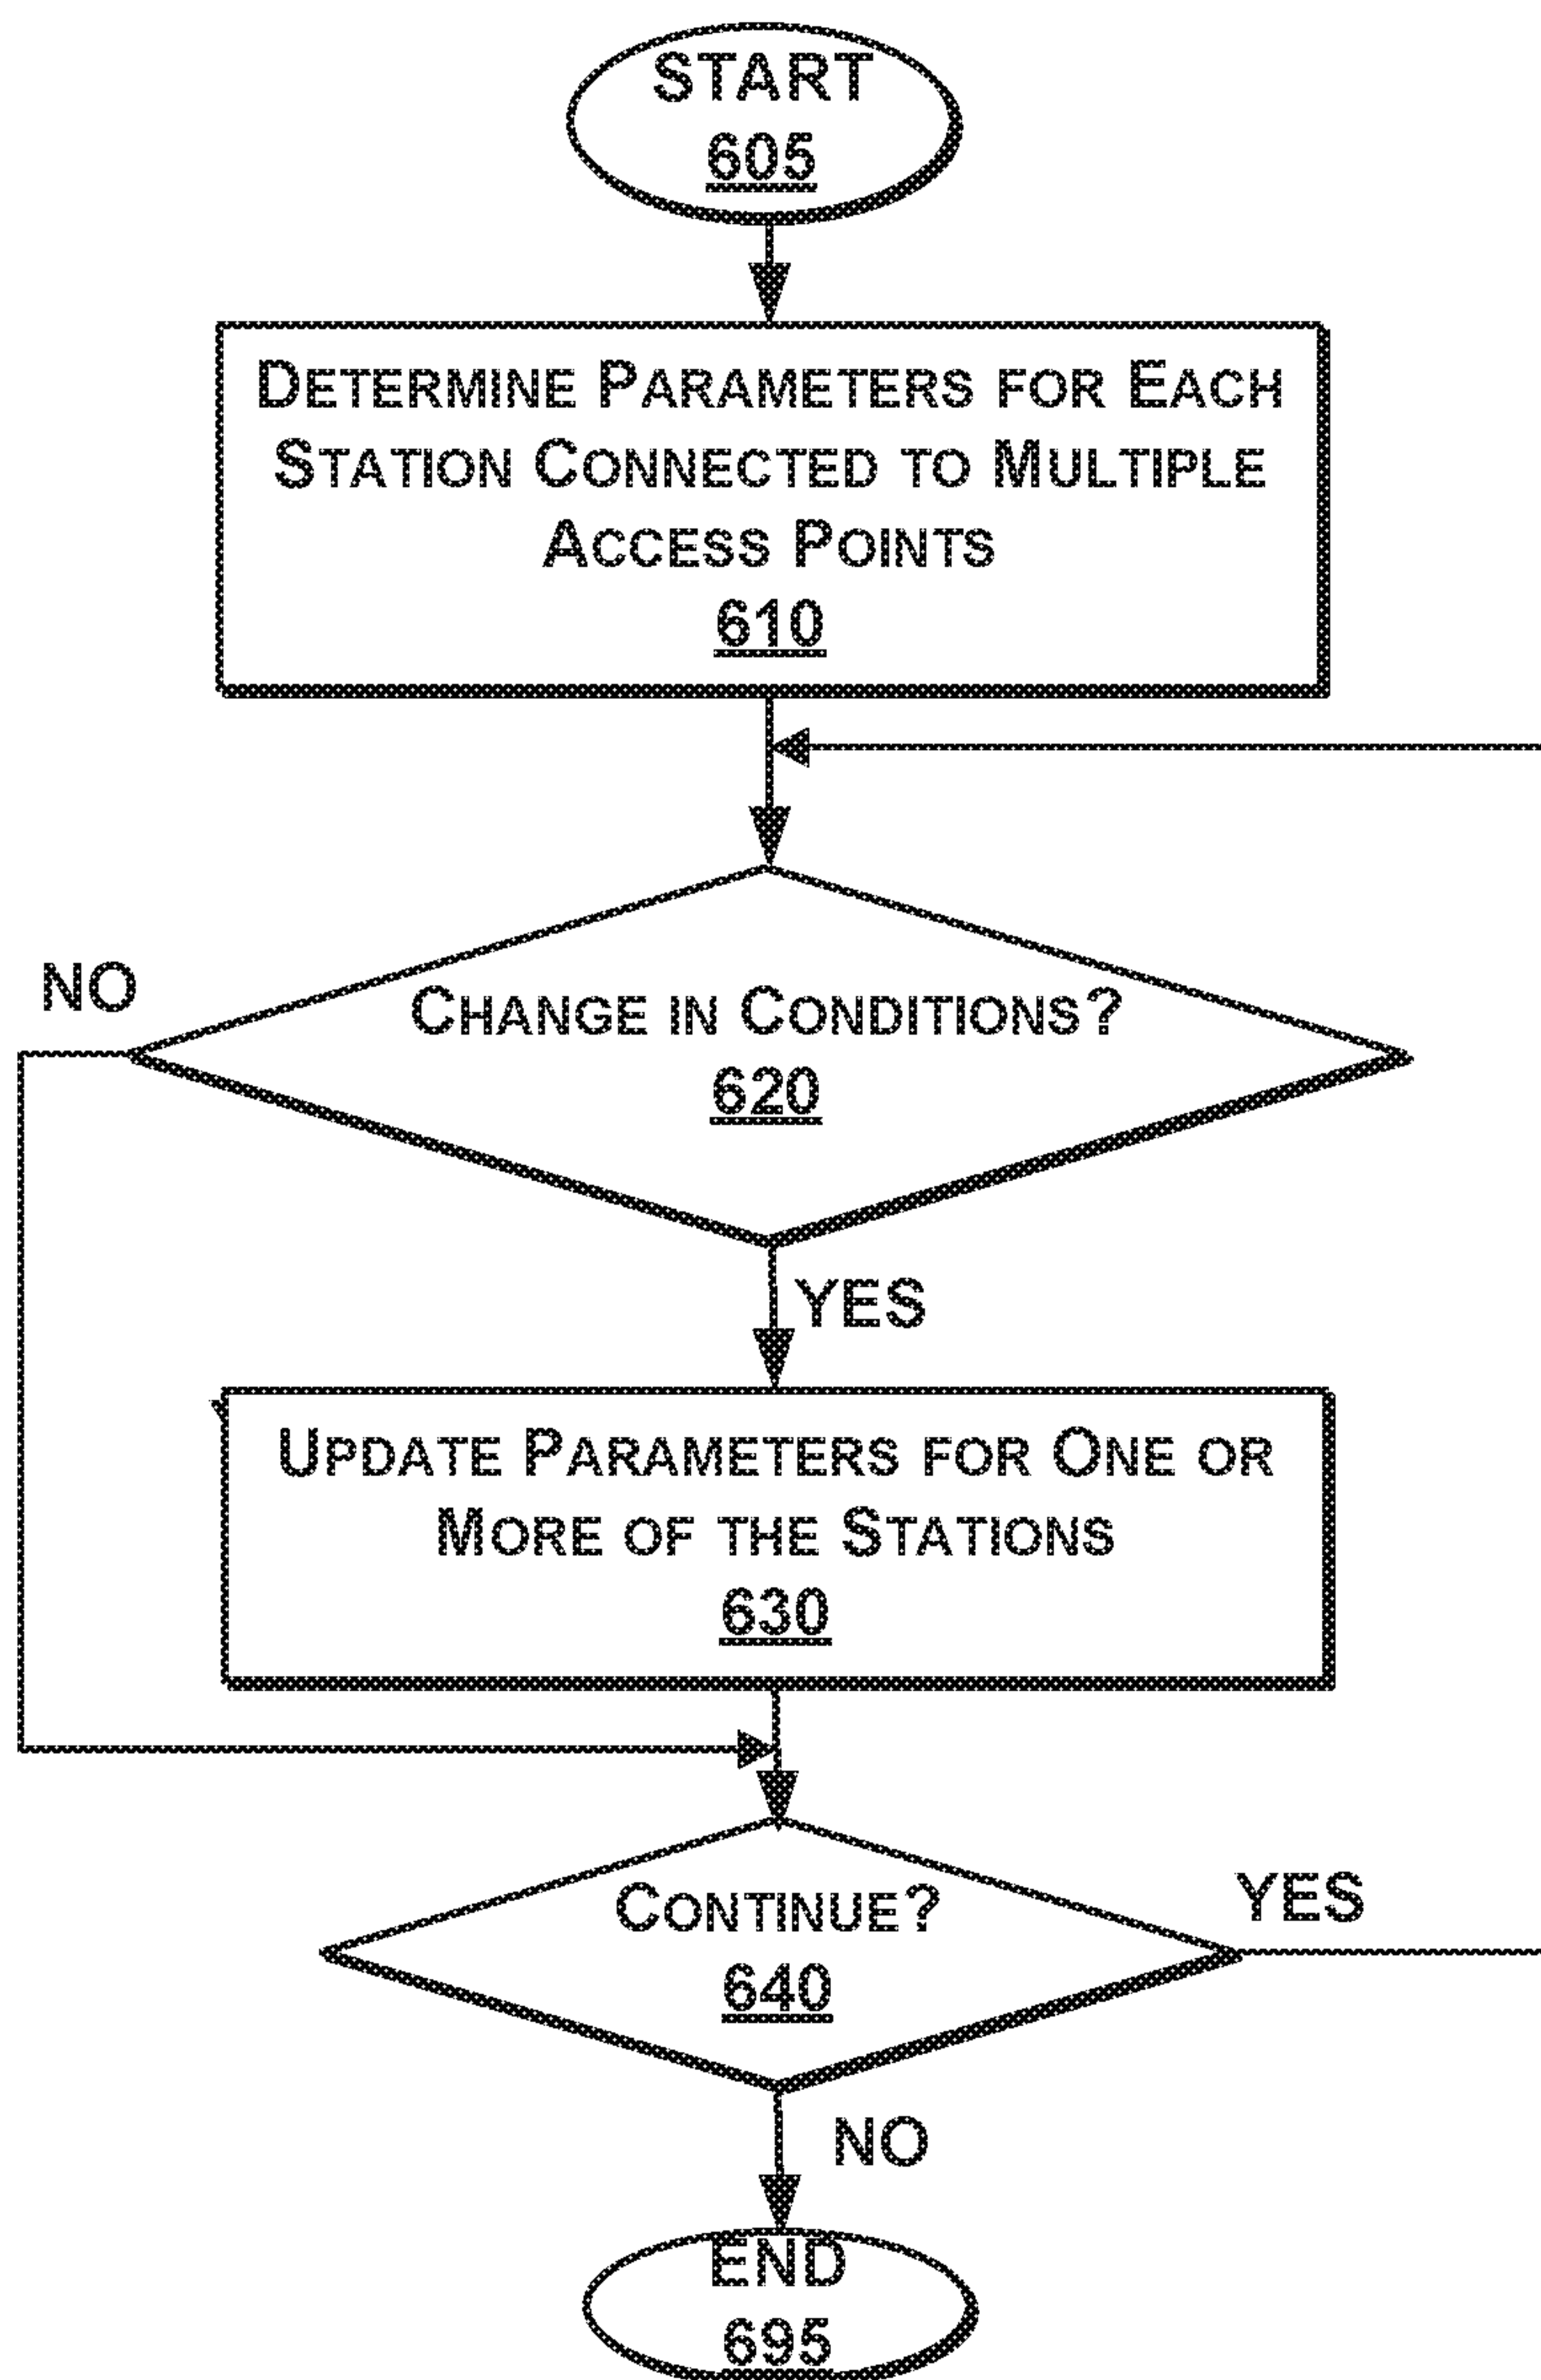 START
605
DETERMINE PARAMETERS FOR EACH
STATION CONNECTED TO MULTIPLE
ACCESS POINTS
610
NO
CHANGE IN CONDITIONS?
620
YES
UPDATE PARAMETERS FOR ONE OR
MORE OF THE STATIONS
630
CONTINUE?
YES
640
NO
END
695